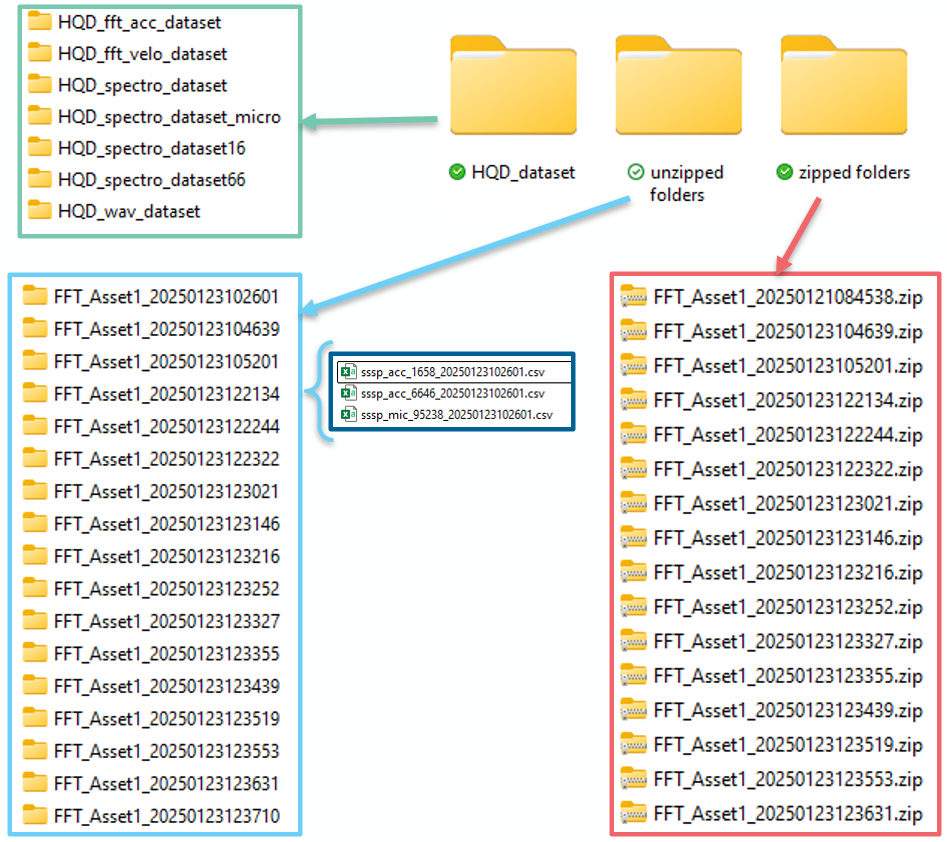 HQD_fft_acc_dataset
HQD_fft_velo_dataset
HQD_spectro_dataset
HQD_spectro_dataset_micro
HQD_spectro_dataset16
HQD_spectro_dataset66
HQD_wav_dataset
HQD_dataset
unzipped
folders
zipped folders
FFT_Asset1_20250123102601
FFT_Asset1_20250123104639
FFT_Asset1_20250123105201
FFT_Asset1_20250123122134
FFT_Asset1_20250123122244
FFT_Asset1_20250123122322
FFT_Asset1_20250123123021
FFT_Asset1_20250123123146
FFT_Asset1_20250123123216
FFT_Asset1_20250123123252
FFT_Asset1_20250123123327
FFT_Asset1_20250123123355
FFT_Asset1_20250123123439
FFT_Asset1_20250123123519
FFT_Asset1_20250123123553
FFT_Asset1_20250123123631
FFT_Asset1_20250123123710
sssp_acc_1658_20250123102601.csv
sssp_acc_6646_20250123102601.csv
sssp_mic_95238_20250123102601.csv
FFT_Asset1_20250121084538.zip
FFT_Asset1_20250123104639.zip
FFT_Asset1_20250123105201.zip
FFT_Asset1_20250123122134.zip
FFT_Asset1_20250123122244.zip
FFT_Asset1_20250123122322.zip
FFT_Asset1_20250123123021.zip
FFT_Asset1_20250123123146.zip
FFT_Asset1_20250123123216.zip
FFT_Asset1_20250123123252.zip
FFT_Asset1_20250123123327.zip
FFT_Asset1_20250123123355.zip
FFT_Asset1_20250123123439.zip
FFT_Asset1_20250123123519.zip
FFT_Asset1_20250123123553.zip
FFT_Asset1_20250123123631.zip